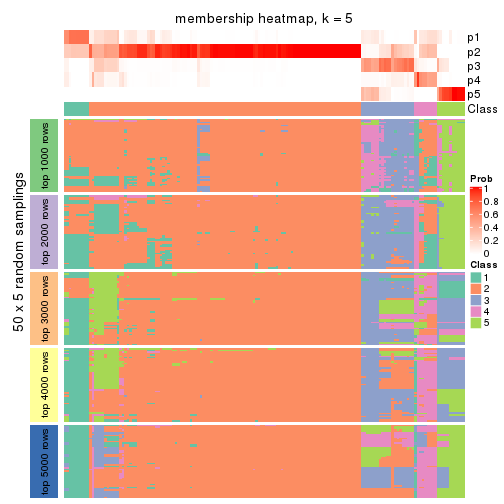 membership heatmap, k = 5
p1
p2
p3
p4
p5
Class
50 x 5 random samplings
top 1000 rows
top 2000 rows
top 3000 rows
top 4000 rows
top 5000 rows
Prob
1
0.8
0.6
0.4
0.2
0
Class
1
2
3
4
5